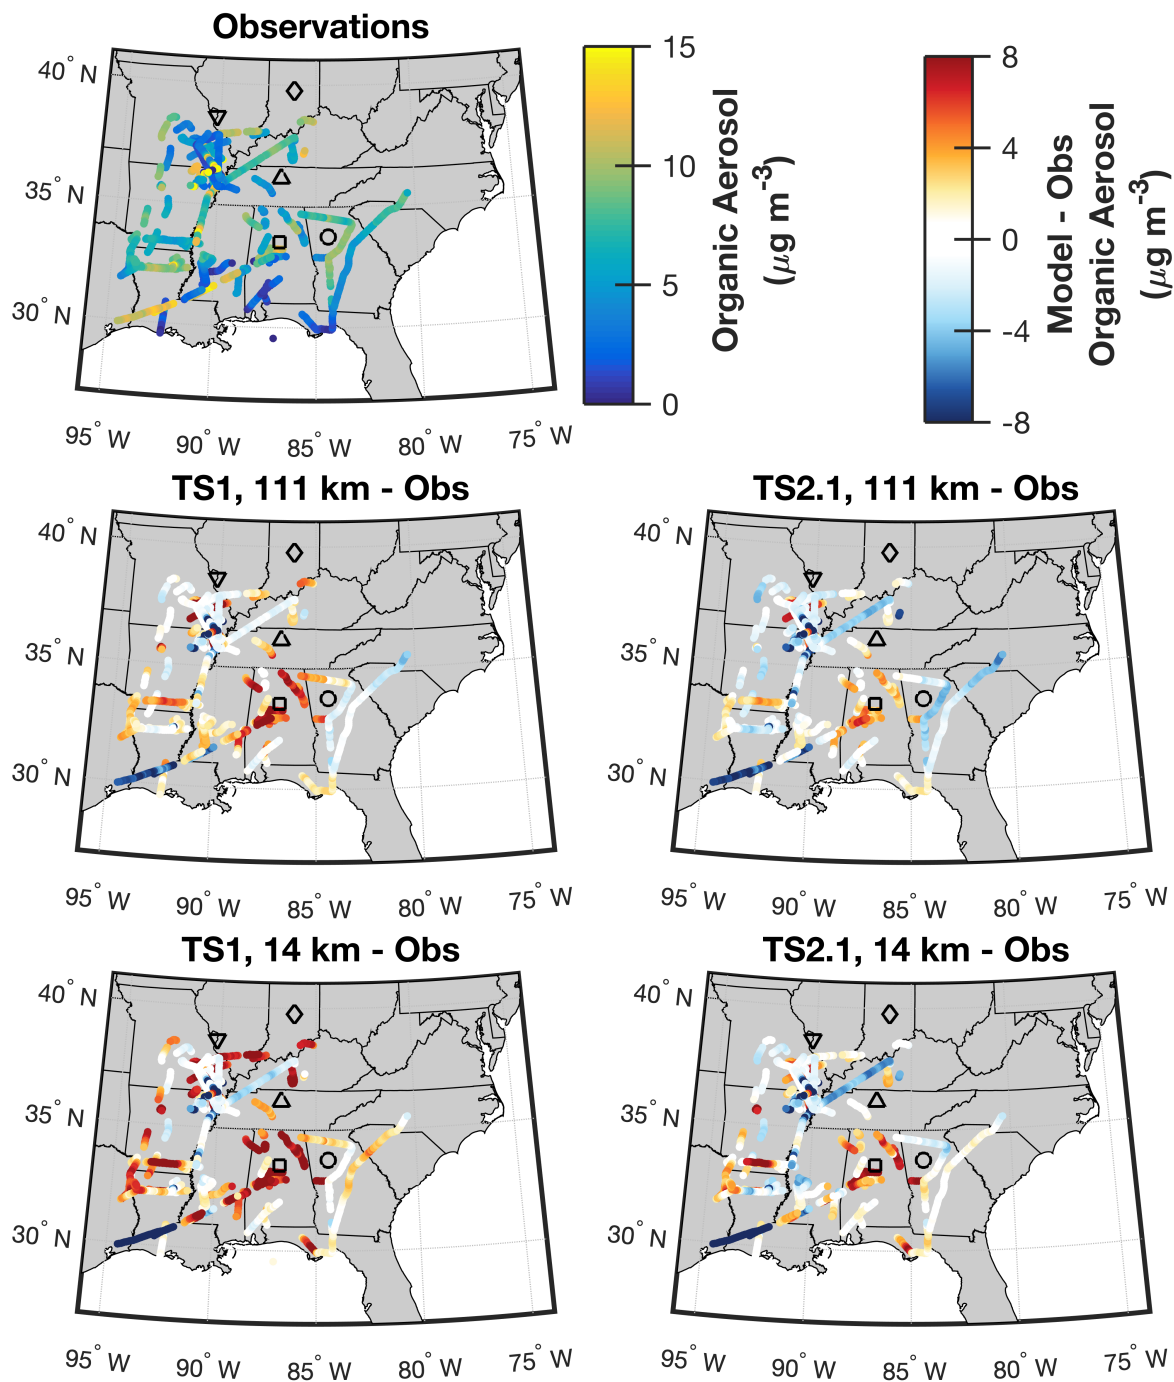 Observations
40° N
35° N
30° N
95° W
90° W
85° W
80° W
75° W
15
10
5
0
Organic Aerosol
(μg m⁻³)
8
4
0
-4
-8
Model - Obs
Organic Aerosol
(μg m⁻³)
TS1, 111 km - Obs
40° N
35° N
30° N
95° W
90° W
85° W
80° W
75° W
TS2.1, 111 km - Obs
40° N
35° N
30° N
95° W
90° W
85° W
80° W
75° W
TS1, 14 km - Obs
40° N
35° N
30° N
95° W
90° W
85° W
80° W
75° W
TS2.1, 14 km - Obs
40° N
35° N
30° N
95° W
90° W
85° W
80° W
75° W